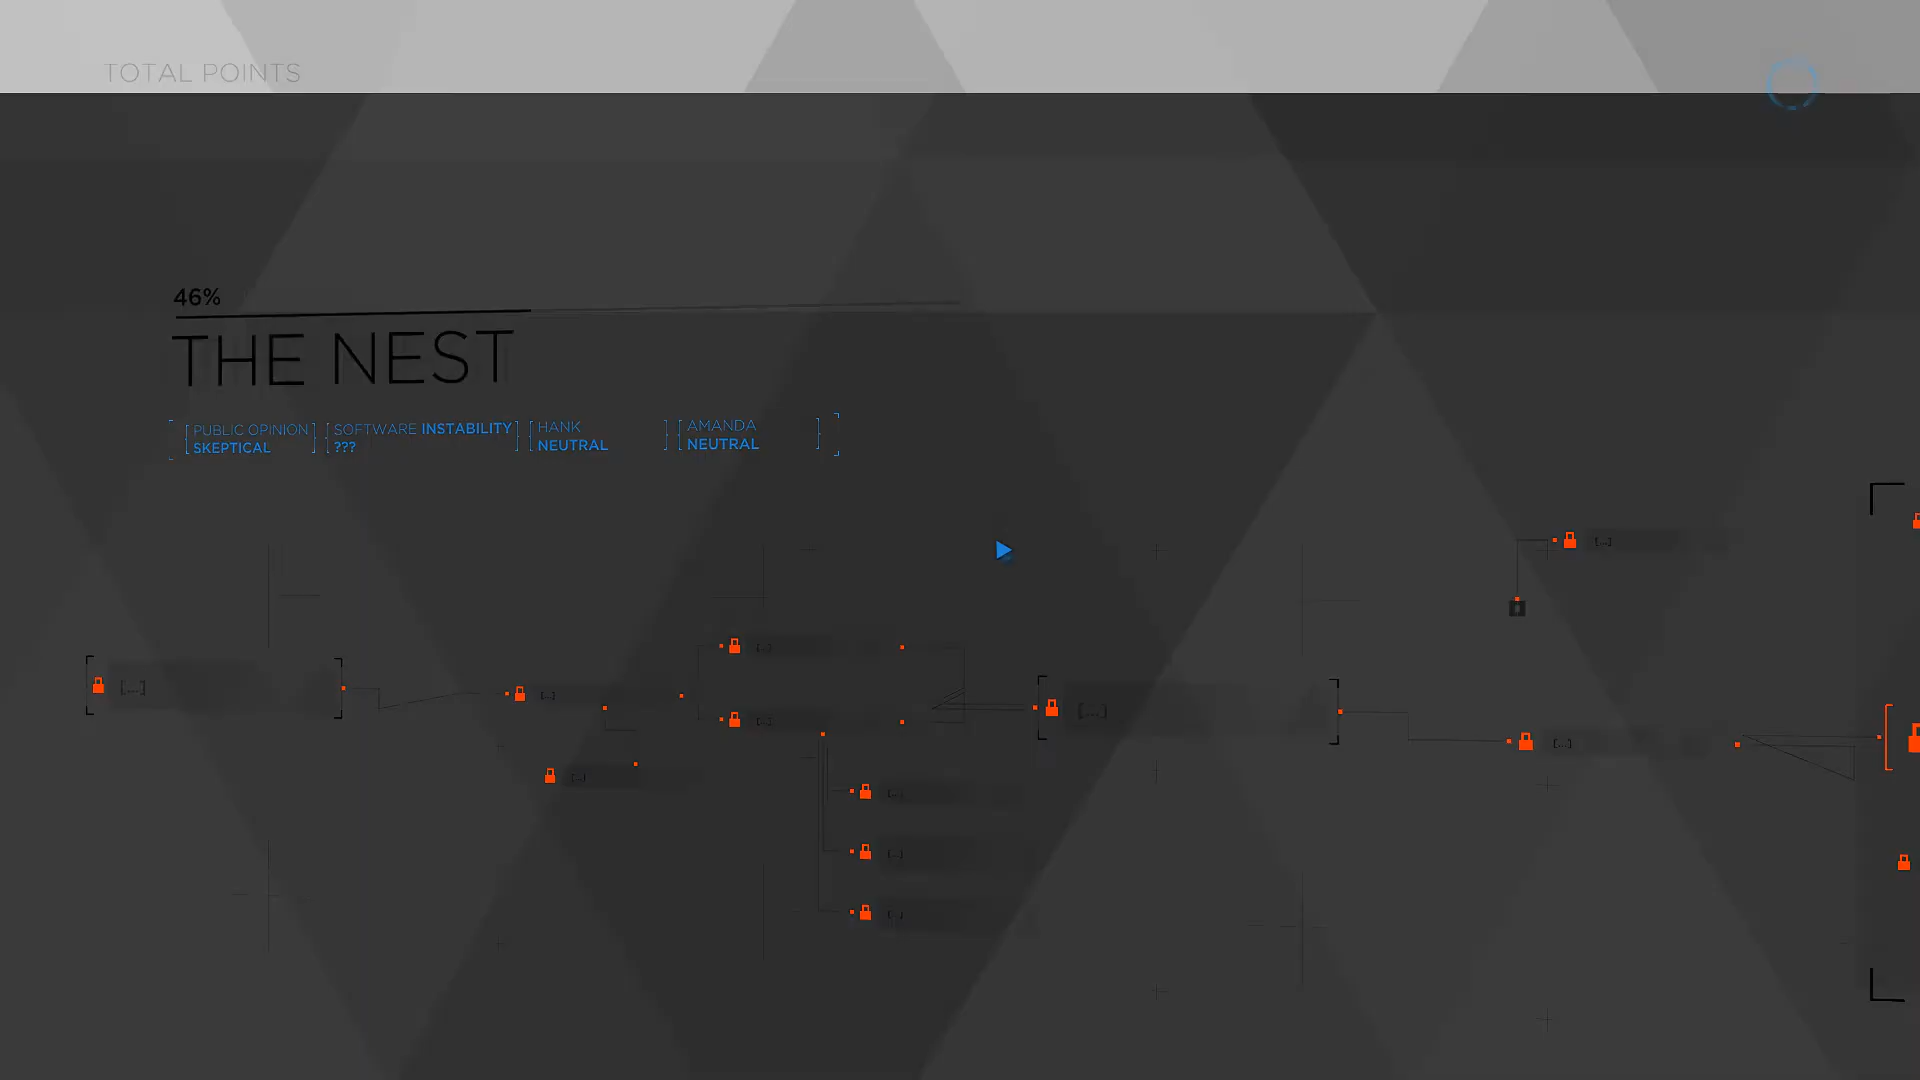 TOTAL POINTS
46%
THE NEST
PUBLIC OPINION
SKEPTICAL
SOFTWARE INSTABILITY
???
HANK
NEUTRAL
AMANDA
NEUTRAL
[...]
[...]
[...]
[...]
[...]
[...]
[...]
[...]
[...]
[...]
[...]